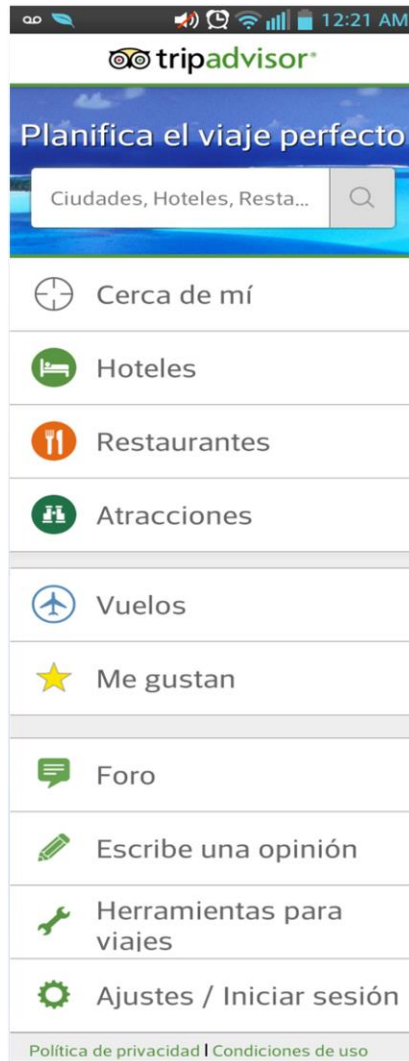 12:21 AM
tripadvisor®
Planifica el viaje perfecto
Ciudades, Hoteles, Resta...
Cerca de mí
Hoteles
Restaurantes
Atracciones
Vuelos
Me gustan
Foro
Escribe una opinión
Herramientas para
viajes
Ajustes / Iniciar sesión
Política de privacidad | Condiciones de uso